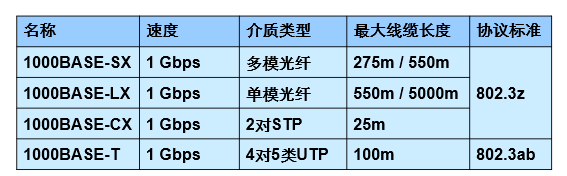 名称 速度 介质类型 最大线缆长度 协议标准
1000BASE-SX 1 Gbps 多模光纤 275m / 550m
1000BASE-LX 1 Gbps 单模光纤 550m / 5000m 802.3z
1000BASE-CX 1 Gbps 2对STP 25m
1000BASE-T 1 Gbps 4对5类UTP 100m 802.3ab